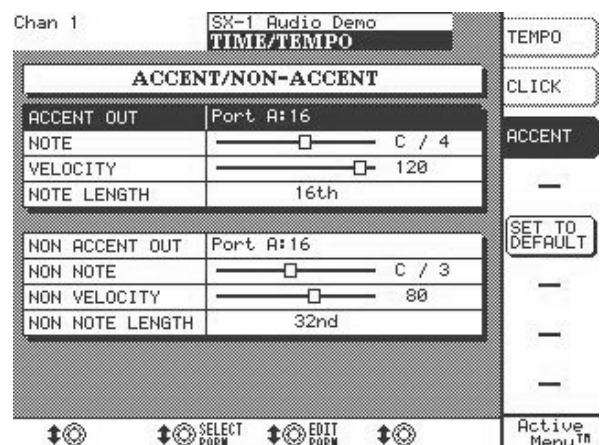 Chan 1
SX-1 Audio Demo
TIME/TEMPO
ACCENT/NON-ACCENT
ACCENT OUT Port A:16
NOTE C / 4
VELOCITY 120
NOTE LENGTH 16th
NON ACCENT OUT Port A:16
NON NOTE C / 3
NON VELOCITY 80
NON NOTE LENGTH 32nd
SELECT
PARM
EDIT
PARM
TEMPO
CLICK
ACCENT
SET TO
DEFAULT
Active
Menu™